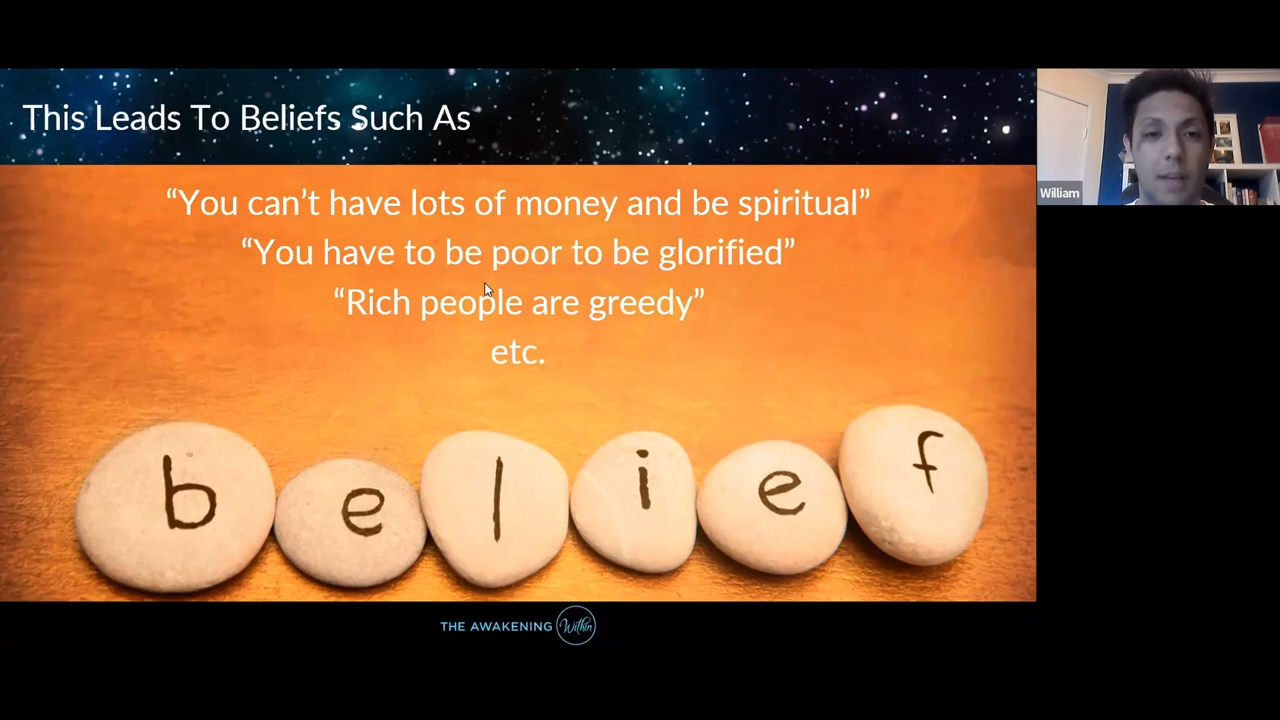 This Leads To Beliefs Such As
“You can’t have lots of money and be spiritual”
“You have to be poor to be glorified”
“Rich people are greedy”
etc.
belief
THE AWAKENING Within
William